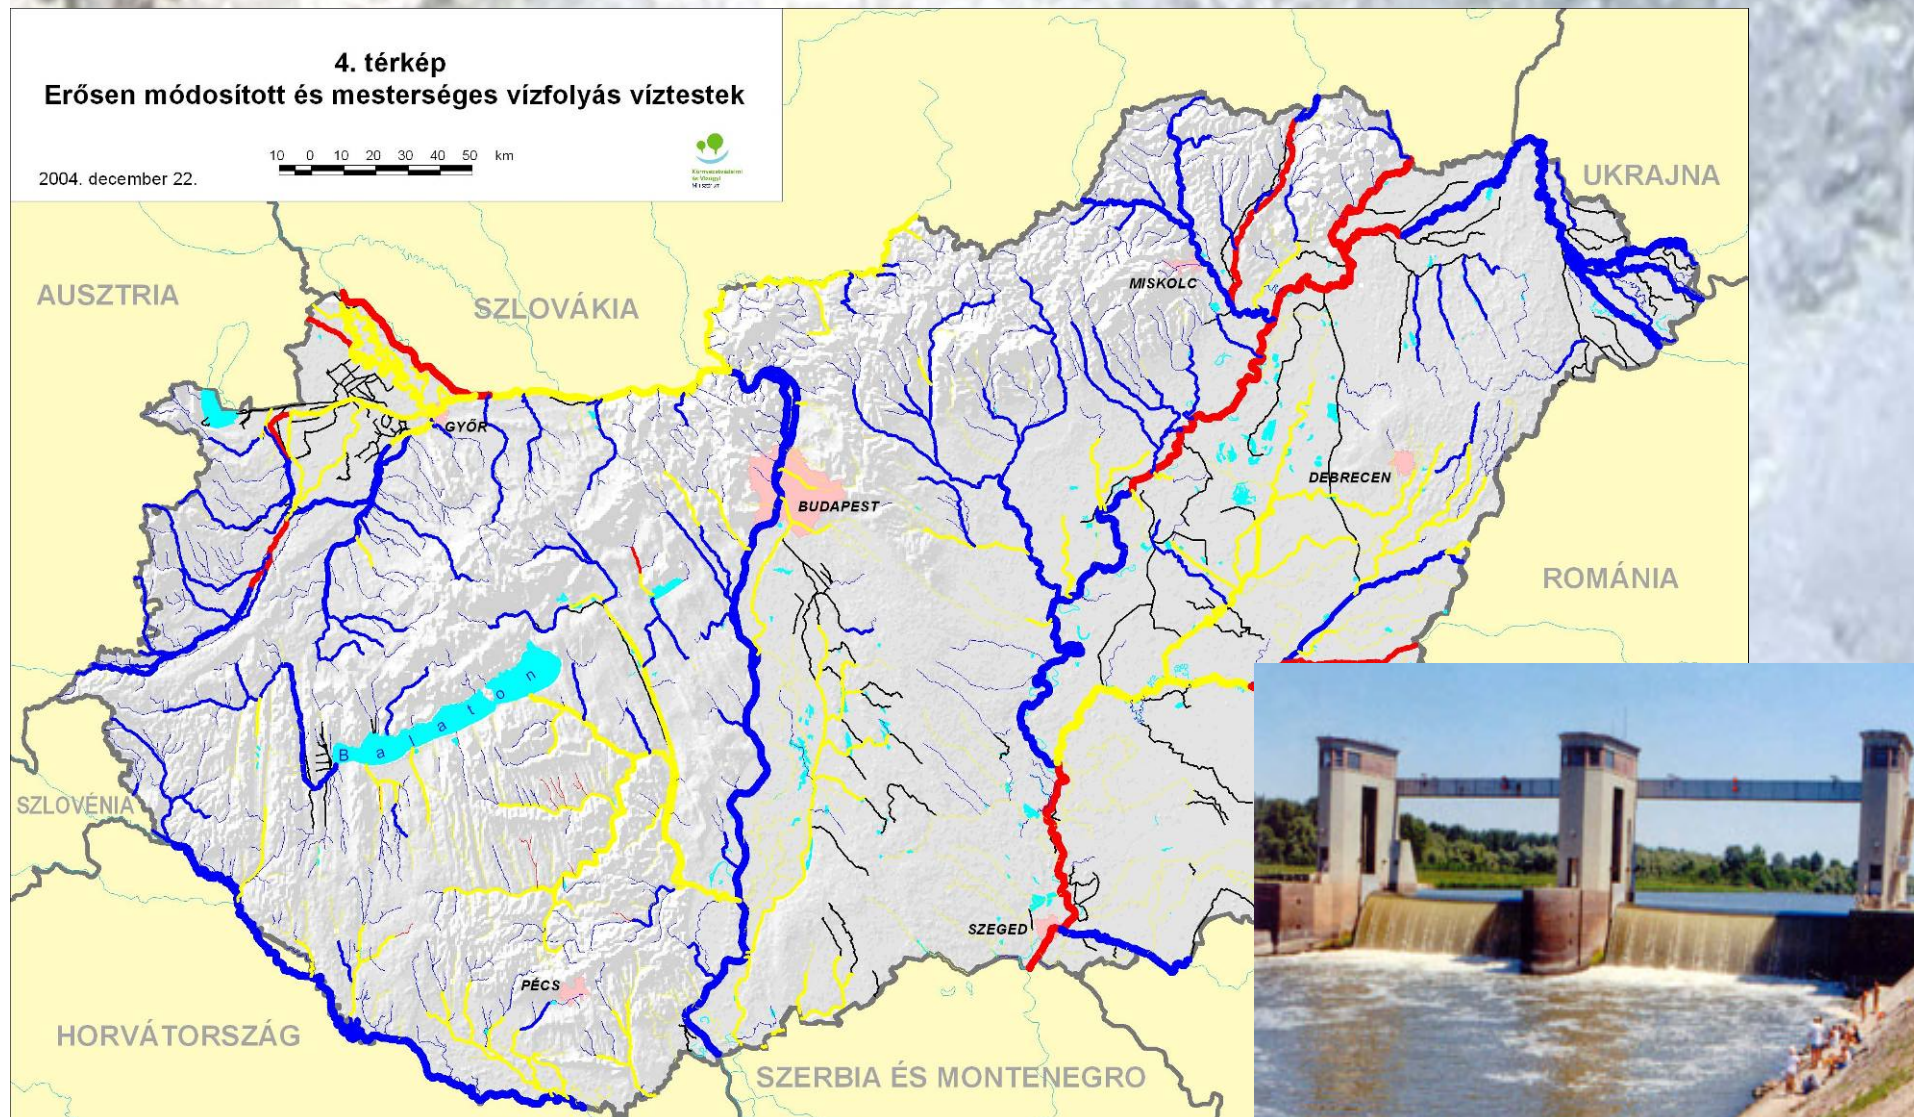 4. térkép
Erősen módosított és mesterséges vízfolyás víztestek
10 0 10 20 30 40 50 km
2004. december 22.
UKRAJNA
AUSZTRIA
SZLOVÁKIA
MISKOLC
GYŐR
DEBRECEN
BUDAPEST
ROMÁNIA
Balaton
SZLOVÉNIA
SZEGED
PÉCS
HORVÁTORSZÁG
SZERBIA ÉS MONTENEGRO